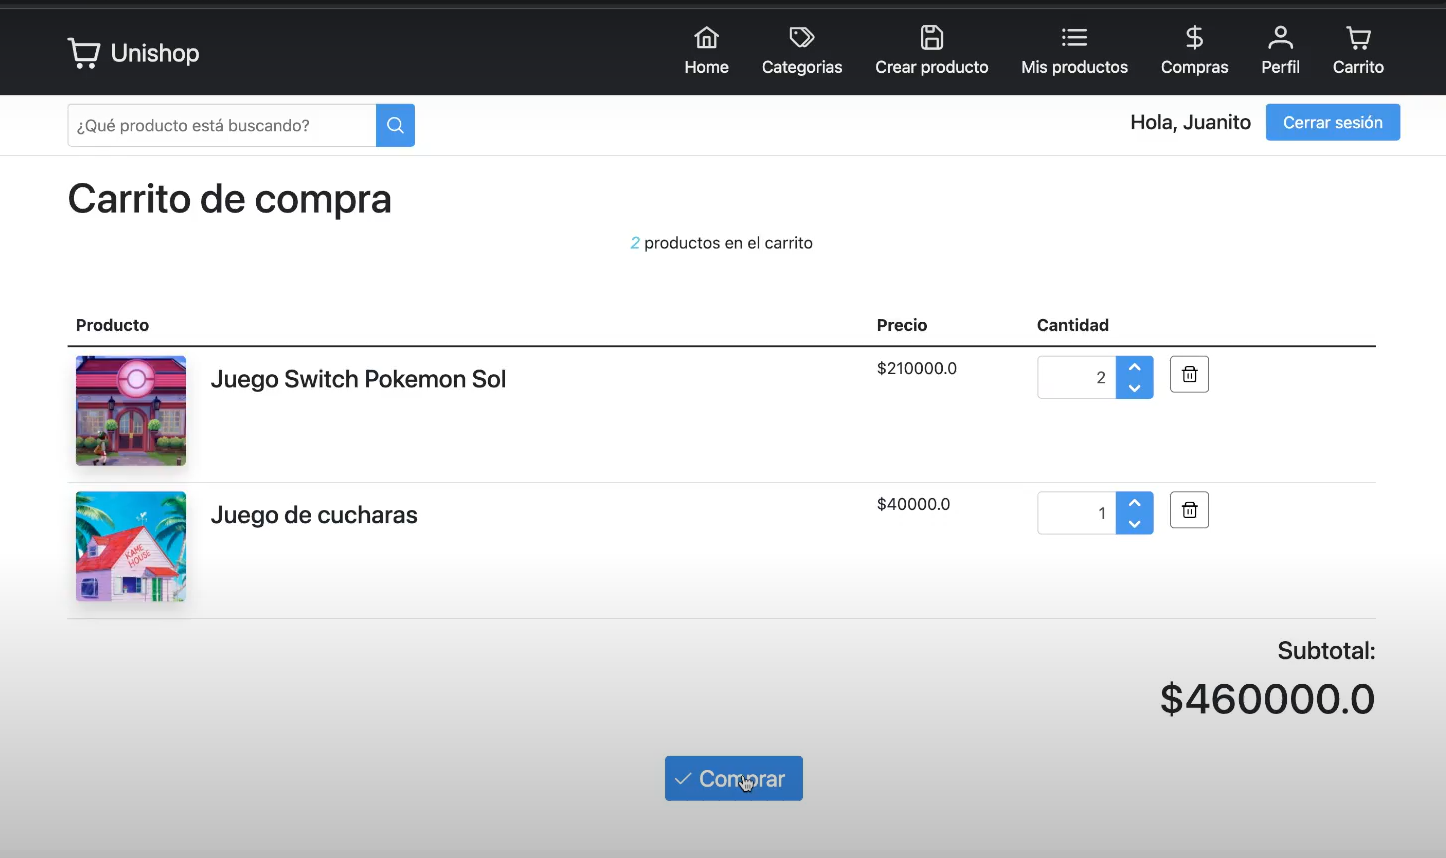 Unishop
Home Categorias Crear producto Mis productos Compras Perfil Carrito
¿Qué producto está buscando?
Hola, Juanito
Cerrar sesión
Carrito de compra
2 productos en el carrito
Producto Precio Cantidad
Juego Switch Pokemon Sol $210000.0 2
KAME HOUSE
Juego de cucharas $40000.0 1
Subtotal:
$460000.0
Comprar